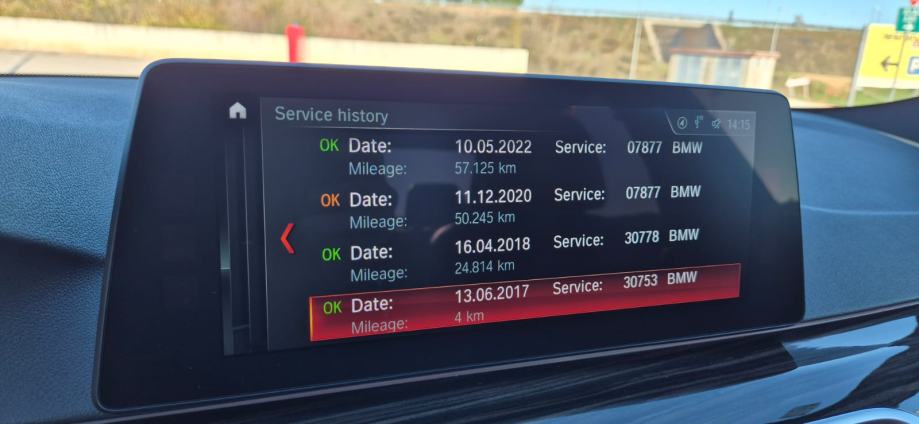 Service history
14:15
OK Date: 10.05.2022 Service: 07877 BMW
Mileage: 57.125 km
OK Date: 11.12.2020 Service: 07877 BMW
Mileage: 50.245 km
OK Date: 16.04.2018 Service: 30778 BMW
Mileage: 24.814 km
OK Date: 13.06.2017 Service: 30753 BMW
Mileage: 4 km